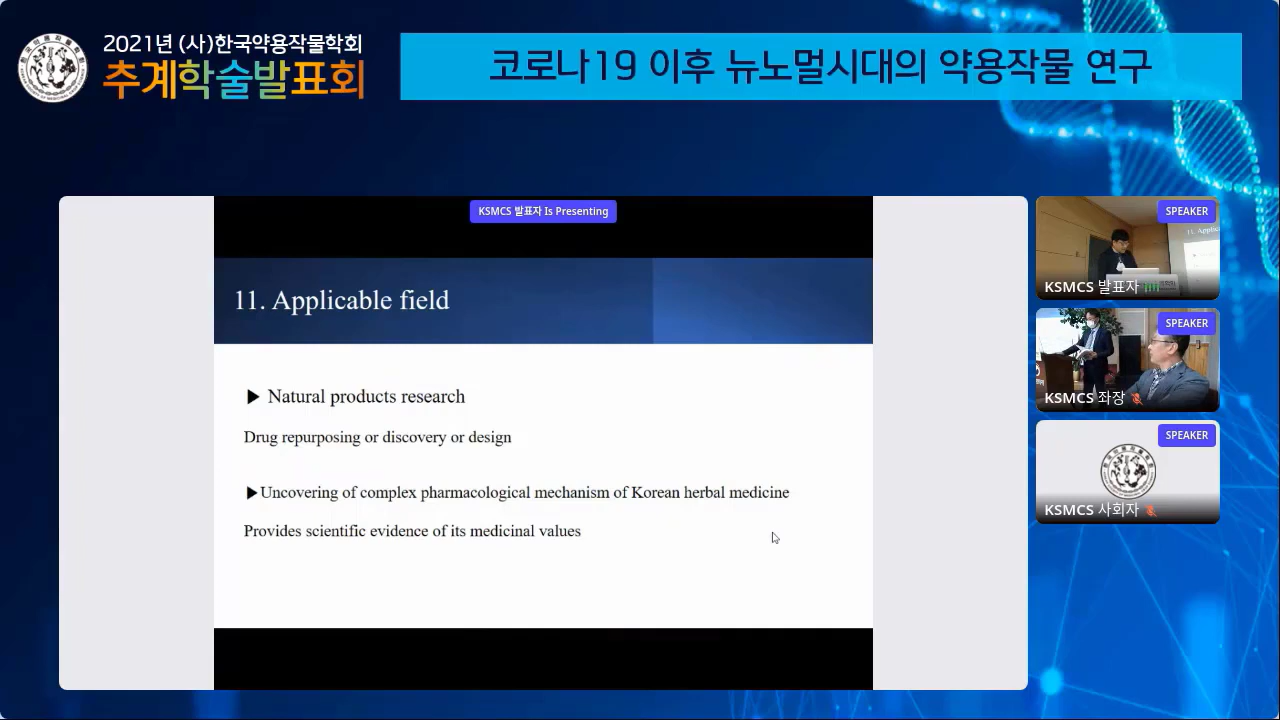 2021년 (사)한국약용작물학회
추계학술발표회
코로나19 이후 뉴노멀시대의 약용작물 연구
KSMCS 발표자 Is Presenting
11. Applicable field
▶ Natural products research
Drug repurposing or discovery or design
▶Uncovering of complex pharmacological mechanism of Korean herbal medicine
Provides scientific evidence of its medicinal values
SPEAKER
11. Applica
KSMCS 발표자
SPEAKER
KSMCS 좌장
SPEAKER
KSMCS 사회자